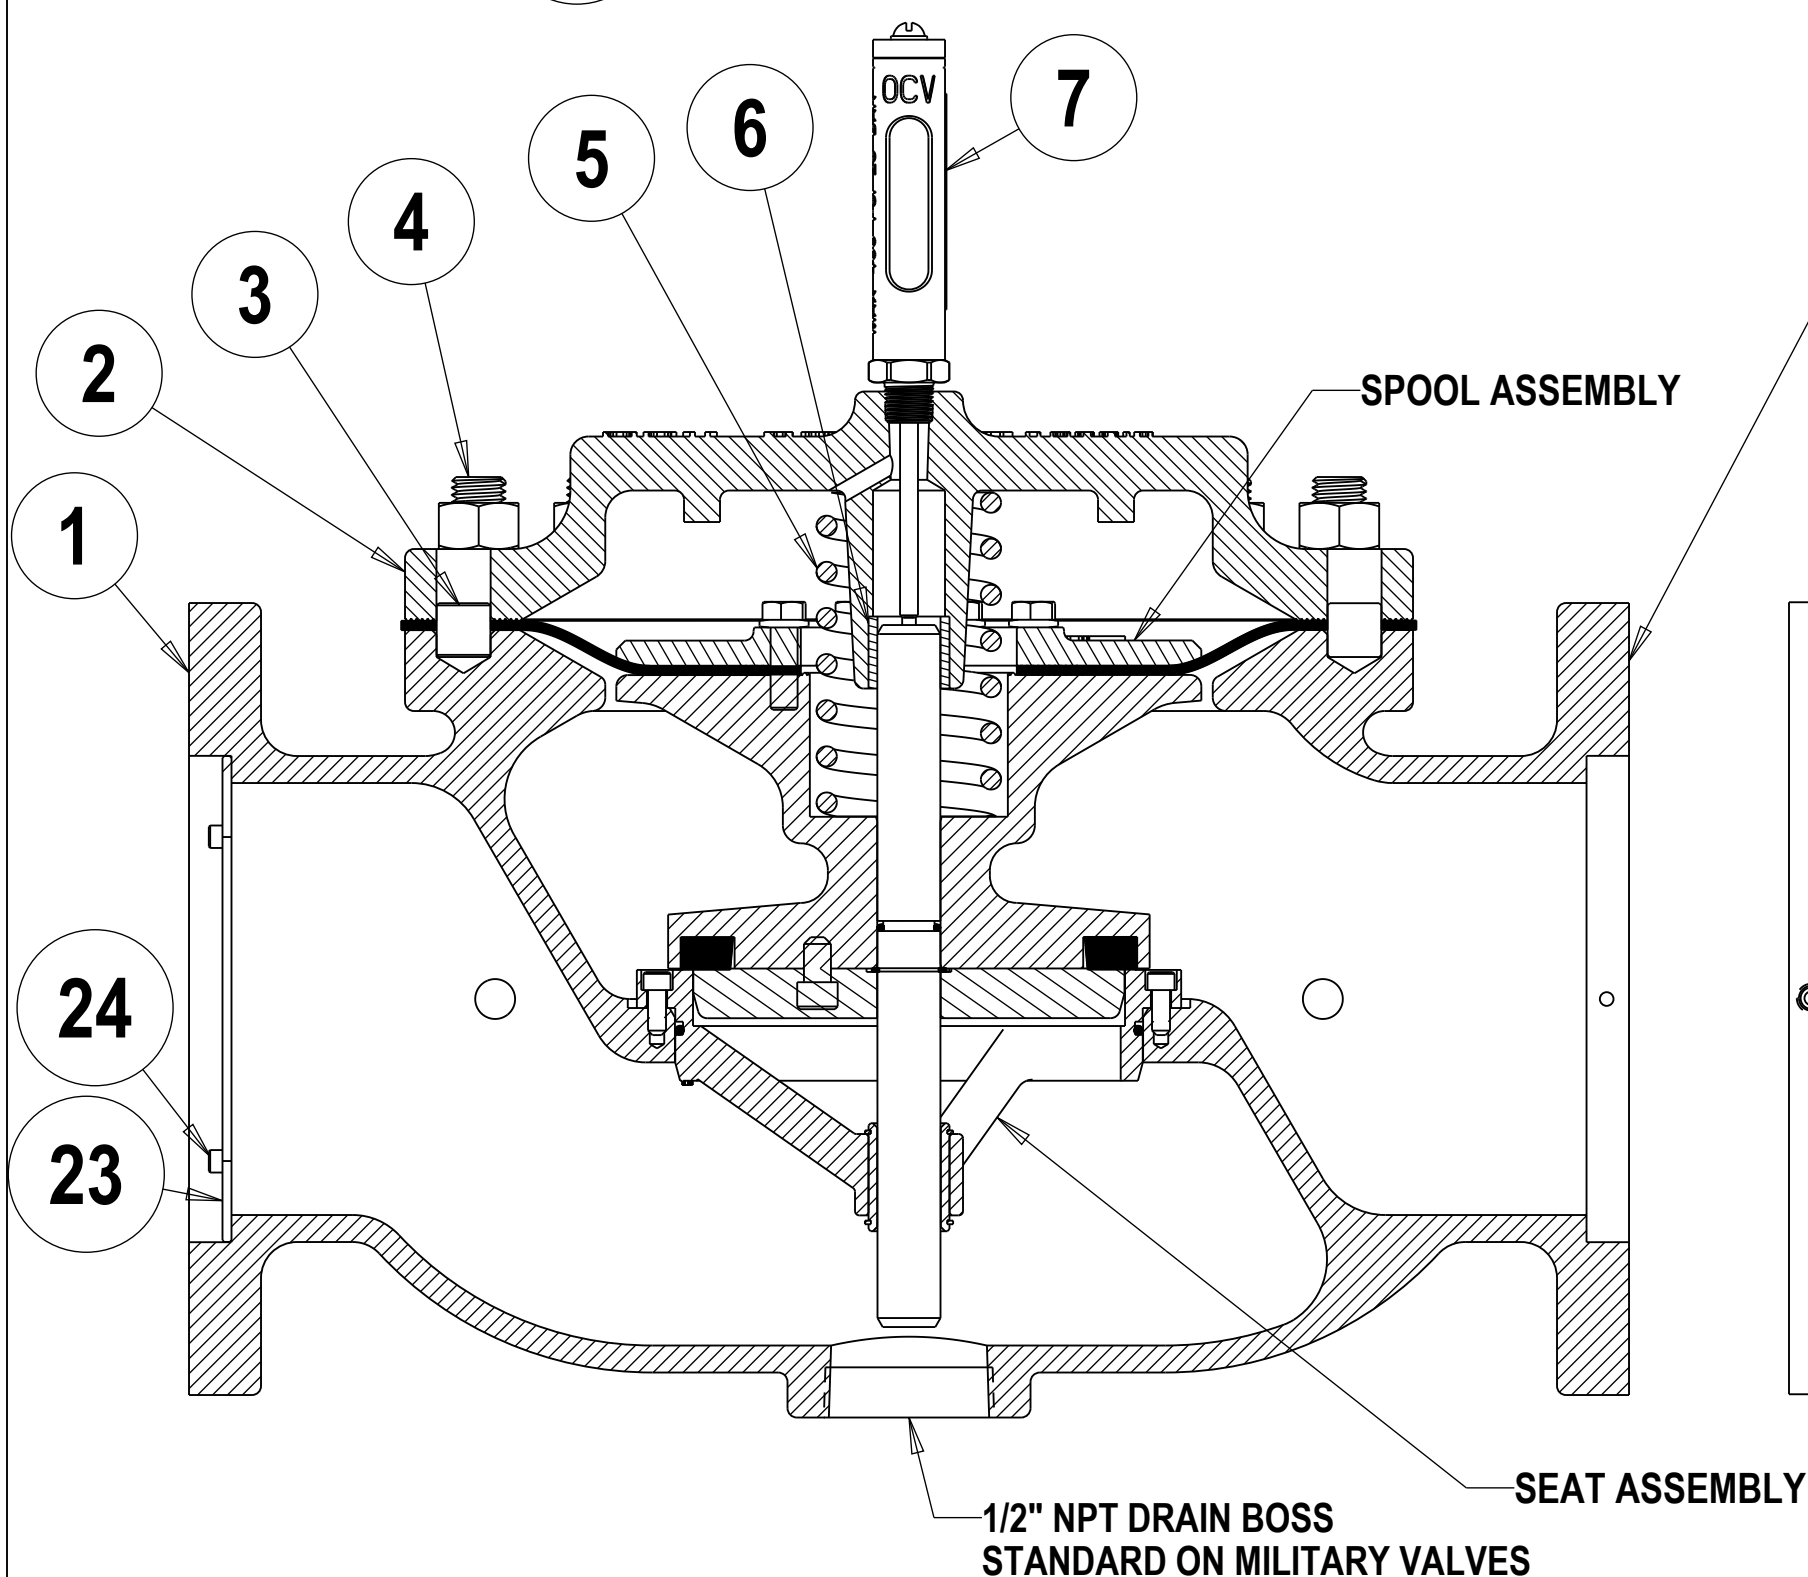 7
6
5
4
3
2
1
OCV
SPOOL ASSEMBLY
24
23
SEAT ASSEMBLY
1/2" NPT DRAIN BOSS
STANDARD ON MILITARY VALVES